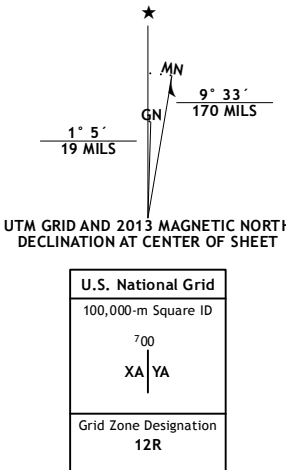 ★
MN
9° 33´
170 MILS
GN
1° 5´
19 MILS
UTM GRID AND 2013 MAGNETIC NORTH
DECLINATION AT CENTER OF SHEET
U.S. National Grid
100,000-m Square ID
⁷00
XA YA
Grid Zone Designation
12R